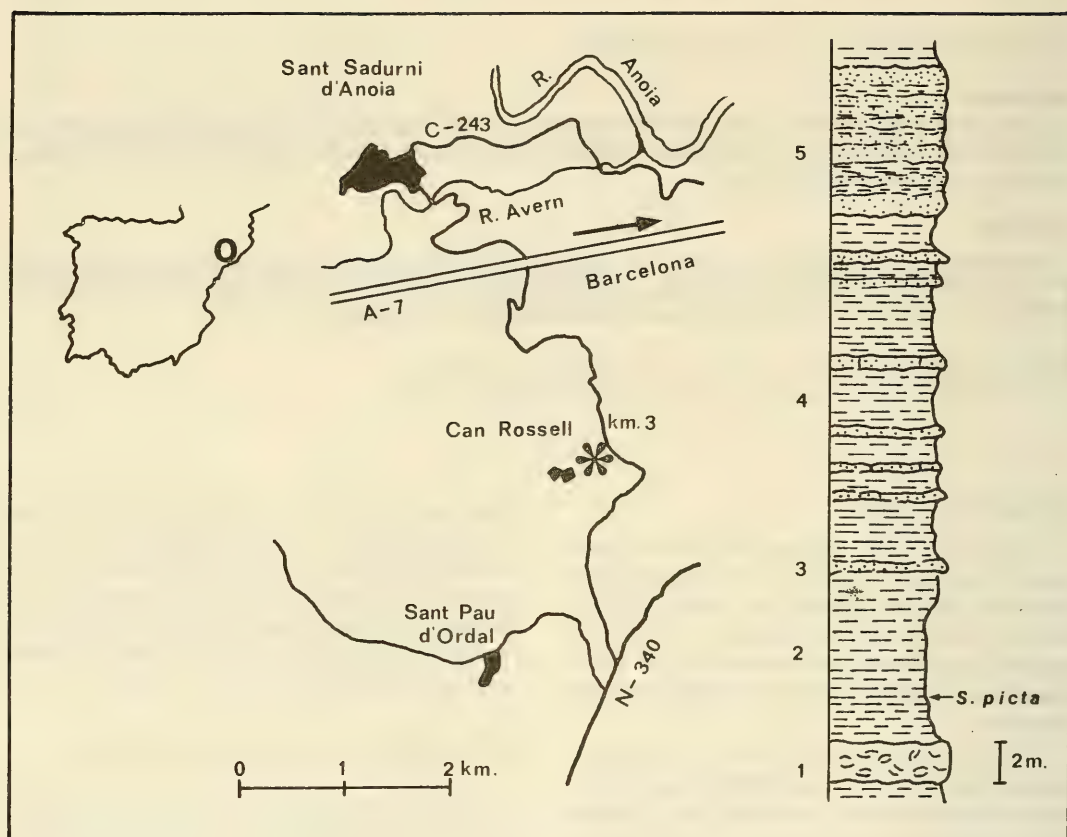 Sant Sadurni
d'Anoia
R. Anoia
C-243
R. Avern
Barcelona
A-7
Can Rossell
km. 3
Sant Pau
d'Ordal
N-340
0 1 2 km.
5
4
3
2
S. picta
1
2m.